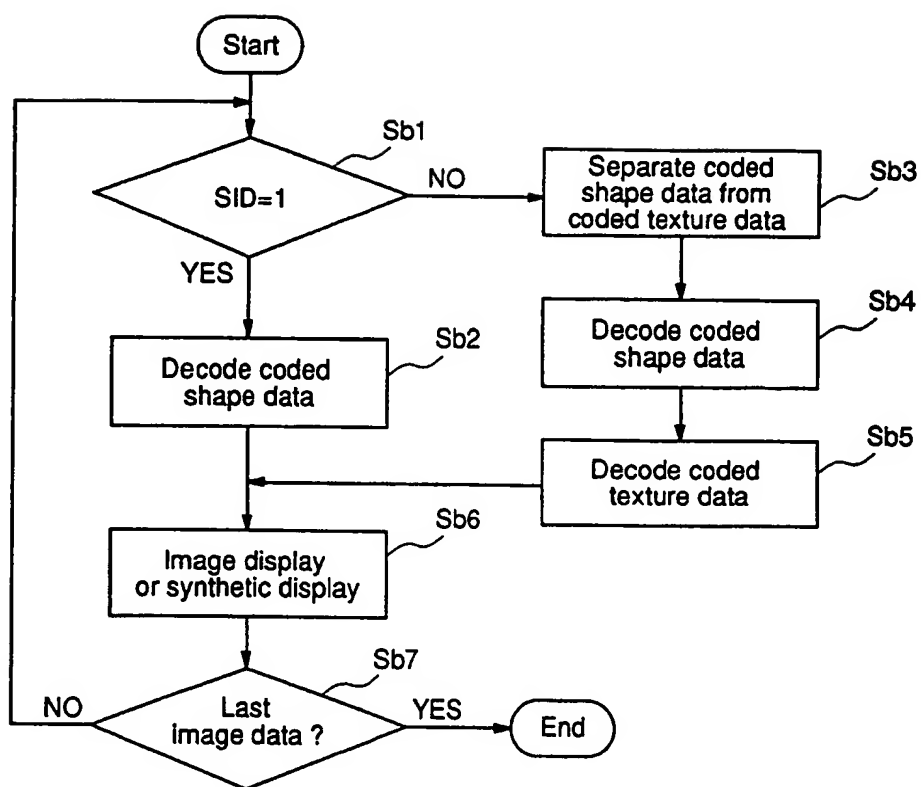 Start
Sb1
SID=1
NO
YES
Separate coded
shape data from
coded texture data
Sb3
Sb2
Decode coded
shape data
Sb4
Decode coded
shape data
Sb5
Decode coded
texture data
Sb6
Image display
or synthetic display
Sb7
NO
Last
image data ?
YES
End